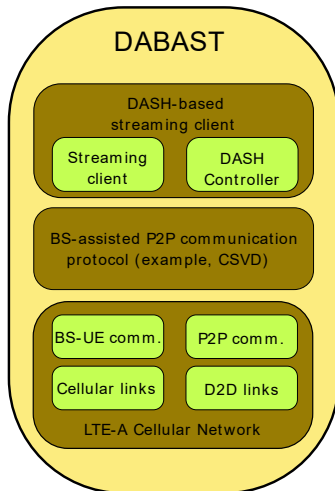 DABAST
DASH-based
streaming client
Streaming
client
DASH
Controller
BS-assisted P2P communication
protocol (example, CSVD)
BS-UE comm.
P2P comm.
Cellular links
D2D links
LTE-A Cellular Network